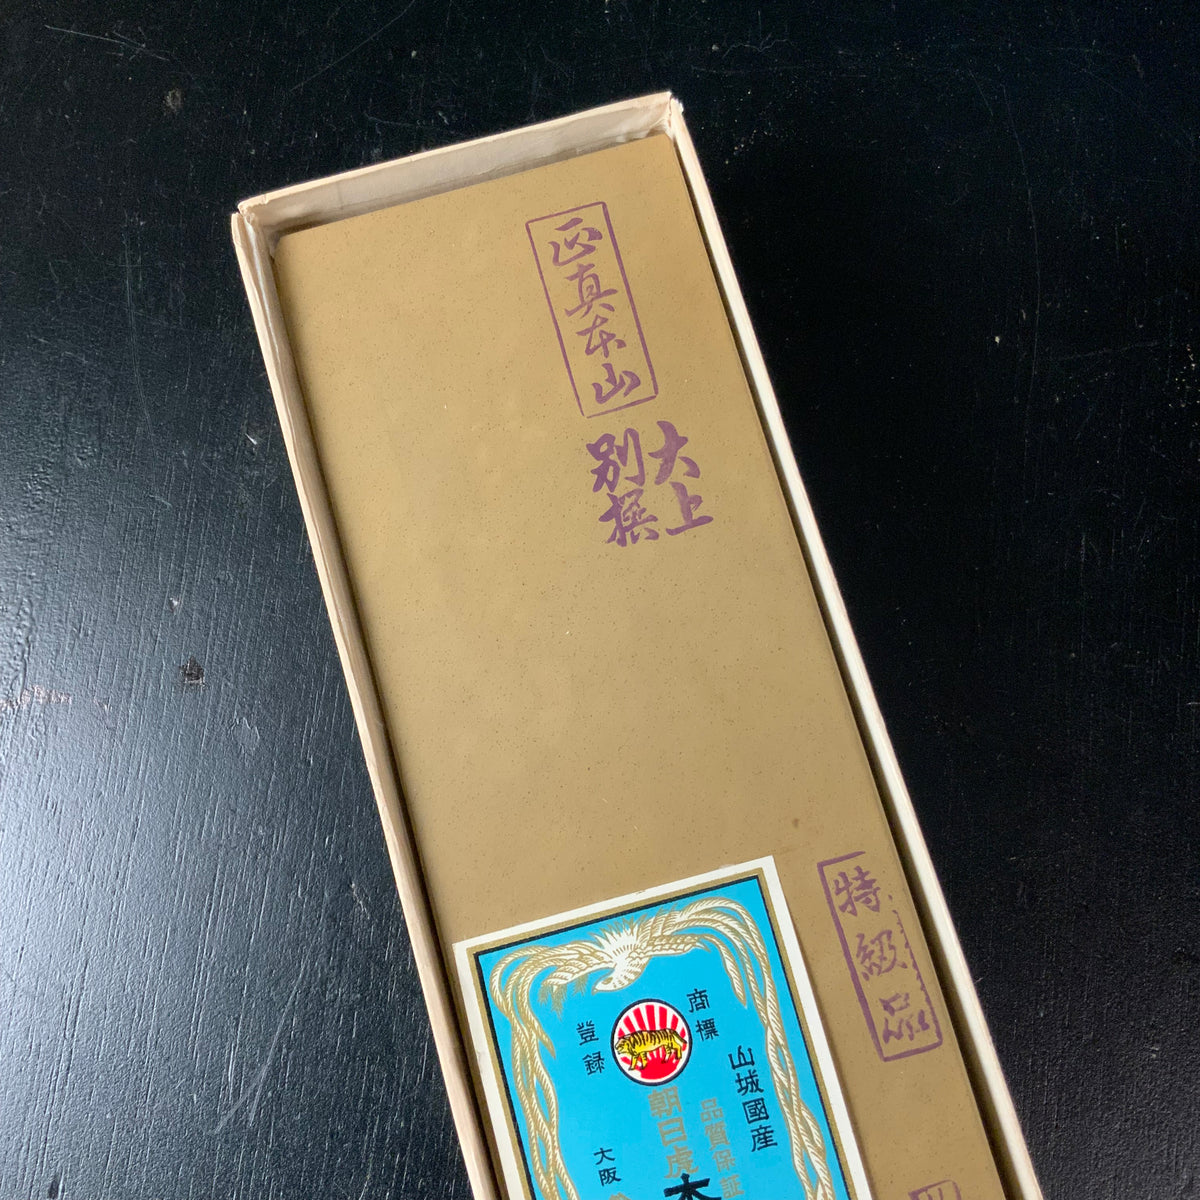 正真本山
大上
別撰
特級品
商標
登録
山城國産
品質保証
朝日虎
本
大阪